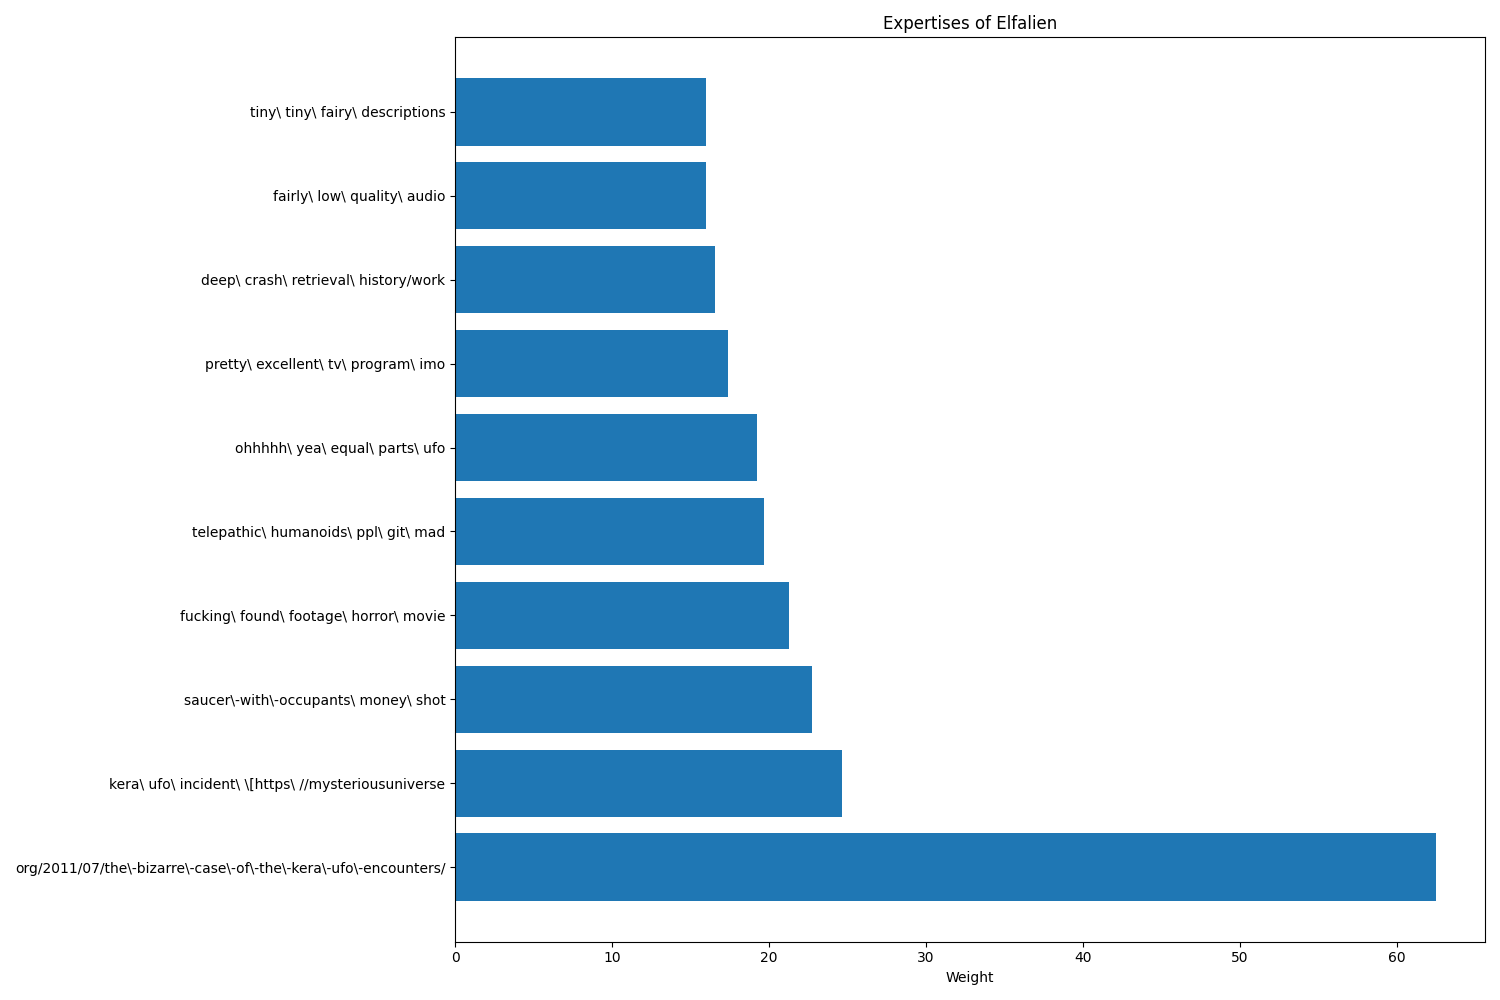 Expertises of Elfalien
tiny\ tiny\ fairy\ descriptions
fairly\ low\ quality\ audio
deep\ crash\ retrieval\ history/work
pretty\ excellent\ tv\ program\ imo
ohhhhh\ yea\ equal\ parts\ ufo
telepathic\ humanoids\ ppl\ git\ mad
fucking\ found\ footage\ horror\ movie
saucer\-with\-occupants\ money\ shot
kera\ ufo\ incident\ \[https\ //mysteriousuniverse
org/2011/07/the\-bizarre\-case\-of\-the\-kera\-ufo\-encounters/
0 10 20 30 40 50 60
Weight